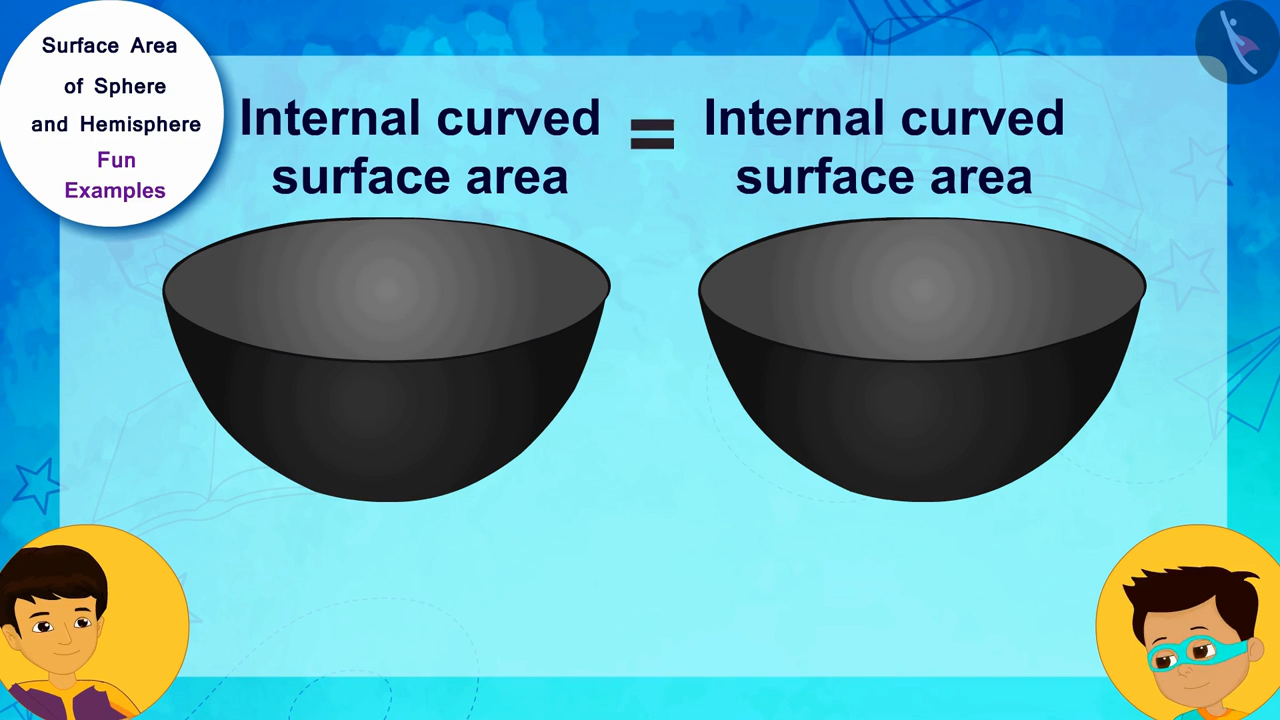 Surface Area
of Sphere
and Hemisphere
Fun
Examples
Internal curved
surface area
=
Internal curved
surface area